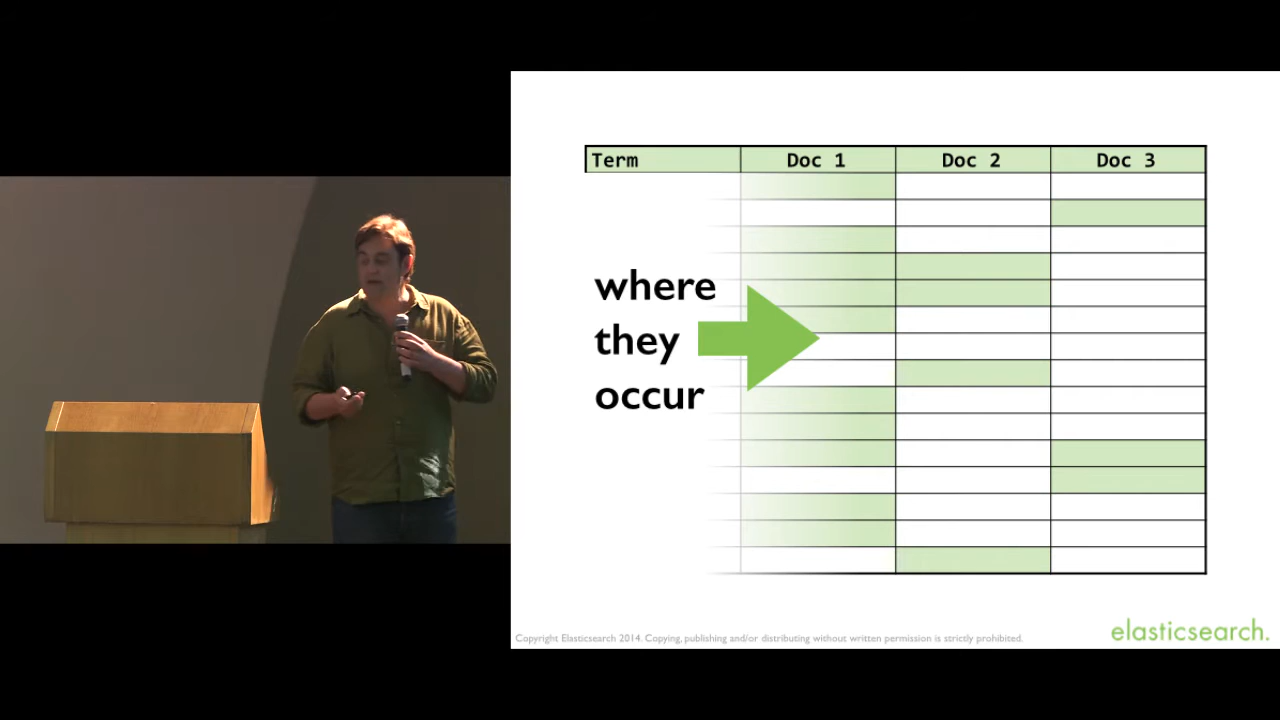 Term Doc 1 Doc 2 Doc 3
where
they
occur
Copyright Elasticsearch 2014. Copying, publishing and/or distributing without written permission is strictly prohibited.
elasticsearch.